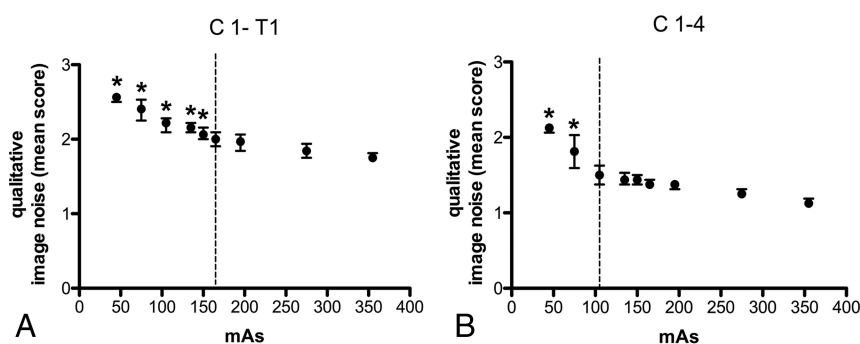 C 1- T1
qualitative
image noise (mean score)
3
2
1
0
* * * * *
0 50 100 150 200 250 300 350 400
mAs
A
C 1-4
qualitative
image noise (mean score)
3
2
1
0
* *
0 50 100 150 200 250 300 350 400
mAs
B